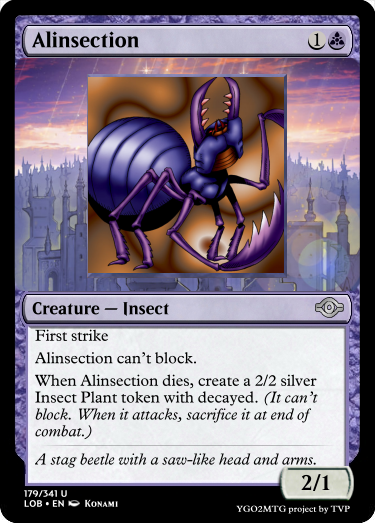 Alinsection 1
Creature — Insect
First strike
Alinsection can't block.
When Alinsection dies, create a 2/2 silver
Insect Plant token with decayed. (It can't
block. When it attacks, sacrifice it at end of
combat.)
A stag beetle with a saw-like head and arms.
2/1
179/341 U
LOB • EN Konami
YGO2MTG project by TVP